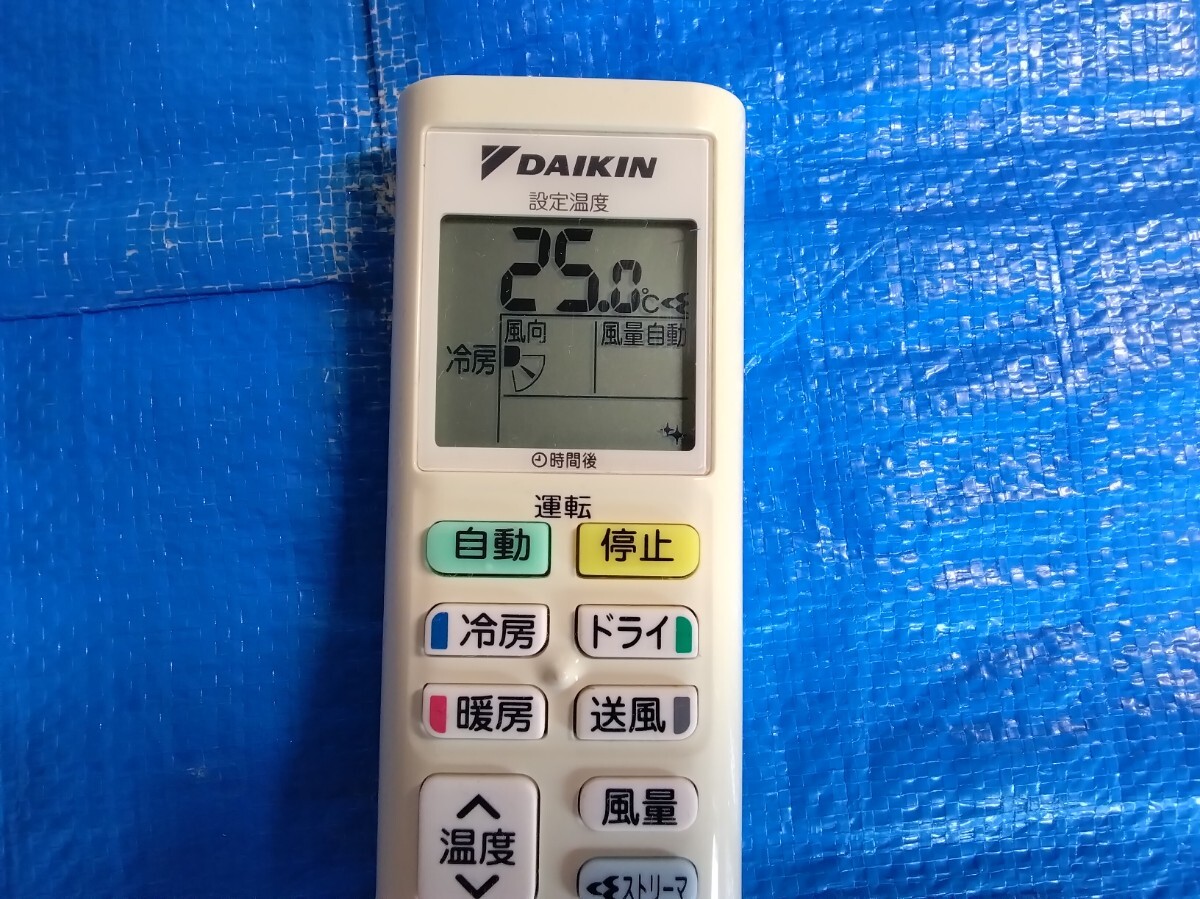 DAIKIN
設定温度
25.0℃
風向 風量自動
冷房
時間後
運転
自動 停止
冷房 ドライ
暖房 送風
温度 風量
ストリーマ